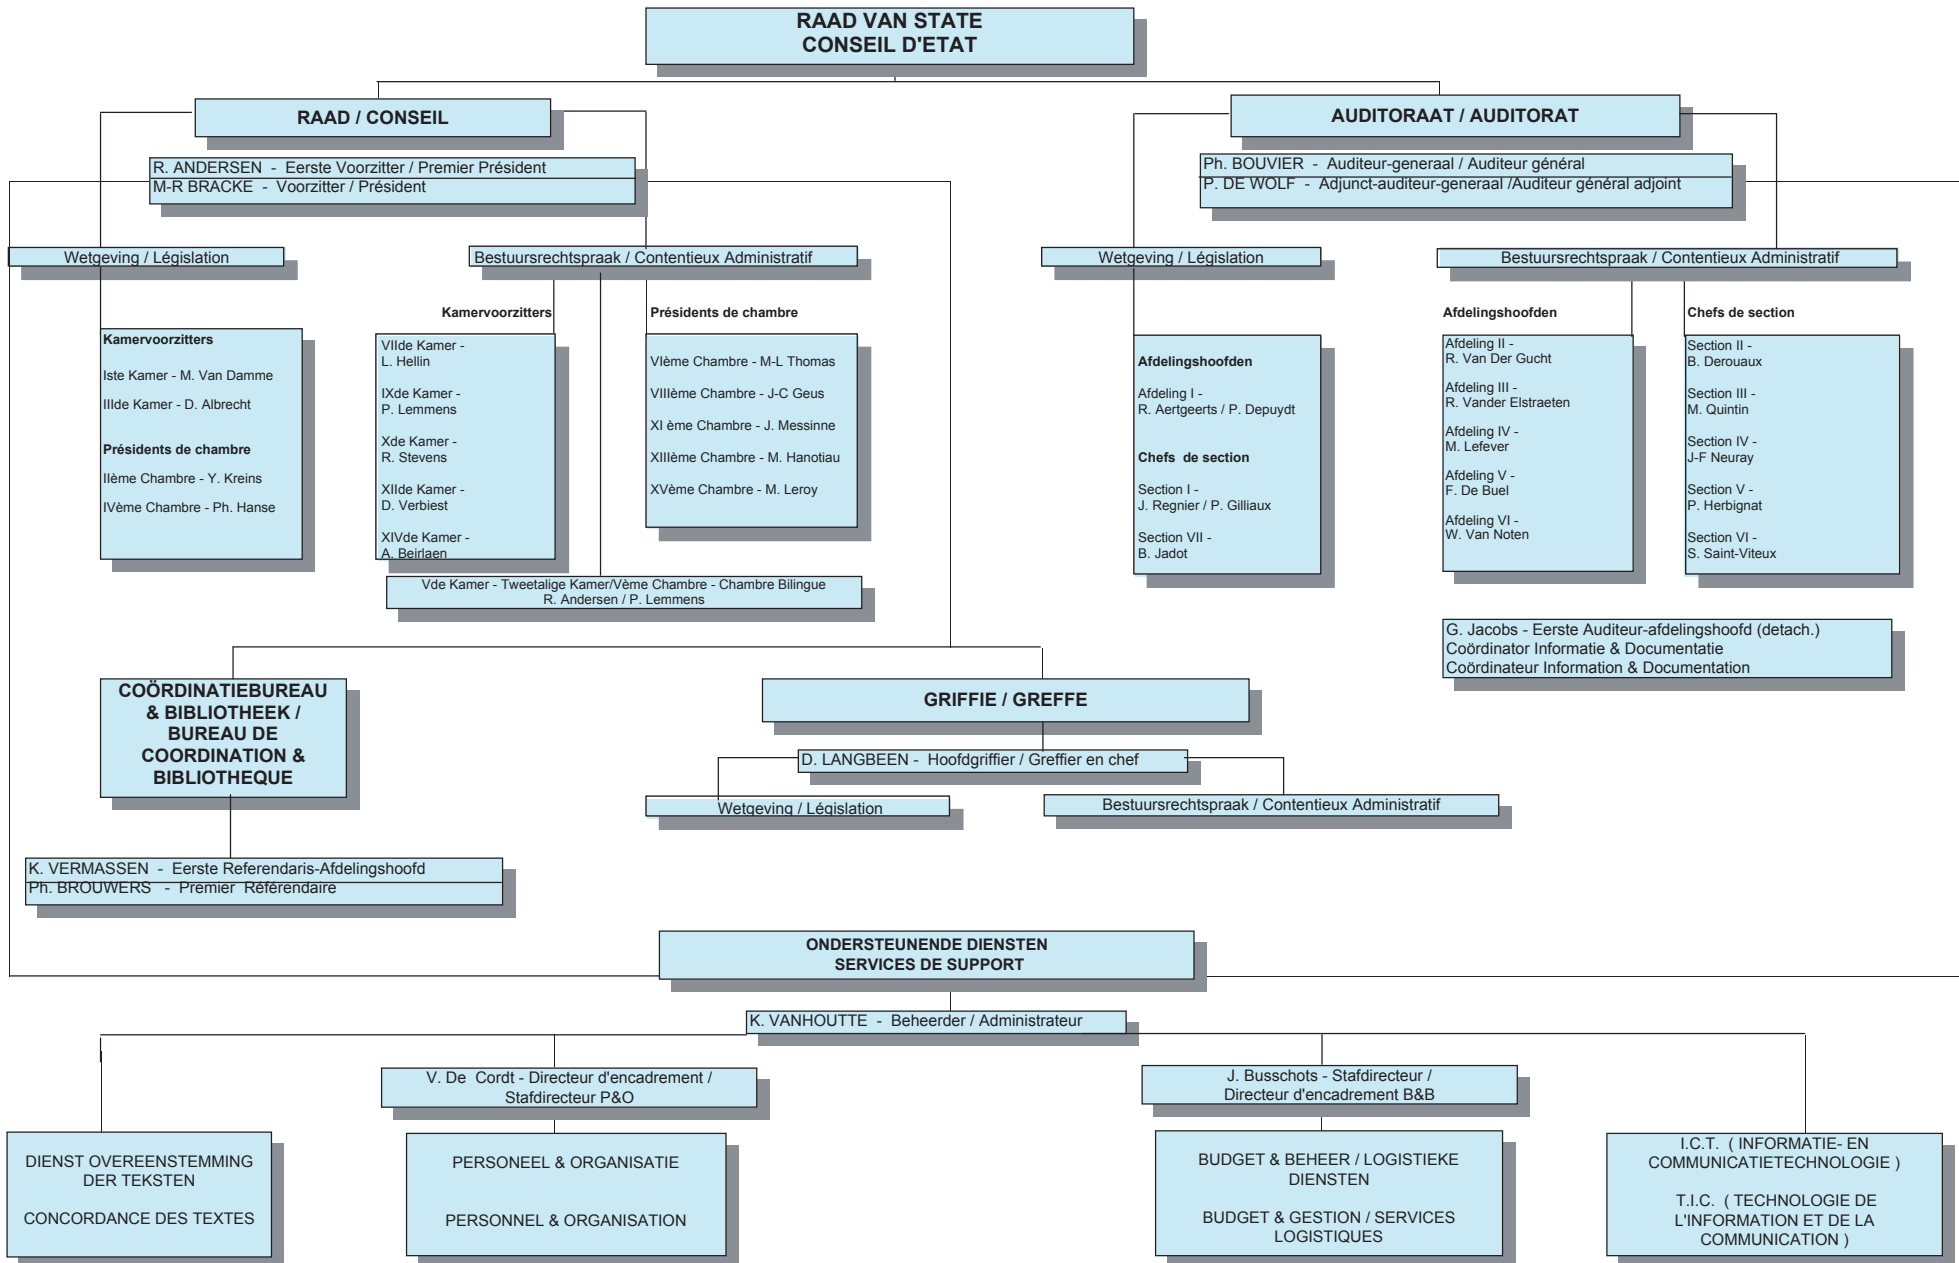 RAAD VAN STATE
CONSEIL D'ETAT
RAAD / CONSEIL
R. ANDERSEN - Eerste Voorzitter / Premier Président
M-R BRACKE - Voorzitter / Président
Wetgeving / Législation
Kamervoorzitters
Iste Kamer - M. Van Damme
IIIde Kamer - D. Albrecht
Présidents de chambre
IIème Chambre - Y. Kreins
IVème Chambre - Ph. Hanse
Bestuursrechtspraak / Contentieux Administratif
Kamervoorzitters
VIIde Kamer -
L. Hellin
IXde Kamer -
P. Lemmens
Xde Kamer -
R. Stevens
XIIde Kamer -
D. Verbiest
XIVde Kamer -
A. Beirlaen
Présidents de chambre
VIème Chambre - M-L Thomas
VIIIème Chambre - J-C Geus
XI ème Chambre - J. Messinne
XIIIème Chambre - M. Hanotiau
XVème Chambre - M. Leroy
Vde Kamer - Tweetalige Kamer/Vème Chambre - Chambre Bilingue
R. Andersen / P. Lemmens
AUDITORAAT / AUDITORAT
Ph. BOUVIER - Auditeur-generaal / Auditeur général
P. DE WOLF - Adjunct-auditeur-generaal /Auditeur général adjoint
Wetgeving / Législation
Afdelingshoofden
Afdeling I -
R. Aertgeerts / P. Depuydt
Chefs de section
Section I -
J. Regnier / P. Gilliaux
Section VII -
B. Jadot
Bestuursrechtspraak / Contentieux Administratif
Afdelingshoofden
Afdeling II -
R. Van Der Gucht
Afdeling III -
R. Vander Elstraeten
Afdeling IV -
M. Lefever
Afdeling V -
F. De Buel
Afdeling VI -
W. Van Noten
Chefs de section
Section II -
B. Derouaux
Section III -
M. Quintin
Section IV -
J-F Neuray
Section V -
P. Herbignat
Section VI -
S. Saint-Viteux
G. Jacobs - Eerste Auditeur-afdelingshoofd (detach.)
Coördinator Informatie & Documentatie
Coördinateur Information & Documentation
COÖRDINATIEBUREAU
& BIBLIOTHEEK /
BUREAU DE
COORDINATION &
BIBLIOTHEQUE
K. VERMASSEN - Eerste Referendaris-Afdelingshoofd
Ph. BROUWERS - Premier Référendaire
GRIFFIE / GREFFE
D. LANGBEEN - Hoofdgriffier / Greffier en chef
Wetgeving / Législation
Bestuursrechtspraak / Contentieux Administratif
ONDERSTEUNENDE DIENSTEN
SERVICES DE SUPPORT
K. VANHOUTTE - Beheerder / Administrateur
DIENST OVEREENSTEMMING
DER TEKSTEN
CONCORDANCE DES TEXTES
V. De Cordt - Directeur d'encadrement /
Stafdirecteur P&O
PERSONEEL & ORGANISATIE
PERSONNEL & ORGANISATION
J. Busschots - Stafdirecteur /
Directeur d'encadrement B&B
BUDGET & BEHEER / LOGISTIEKE
DIENSTEN
BUDGET & GESTION / SERVICES
LOGISTIQUES
I.C.T. ( INFORMATIE- EN
COMMUNICATIETECHNOLOGIE )
T.I.C. ( TECHNOLOGIE DE
L'INFORMATION ET DE LA
COMMUNICATION )